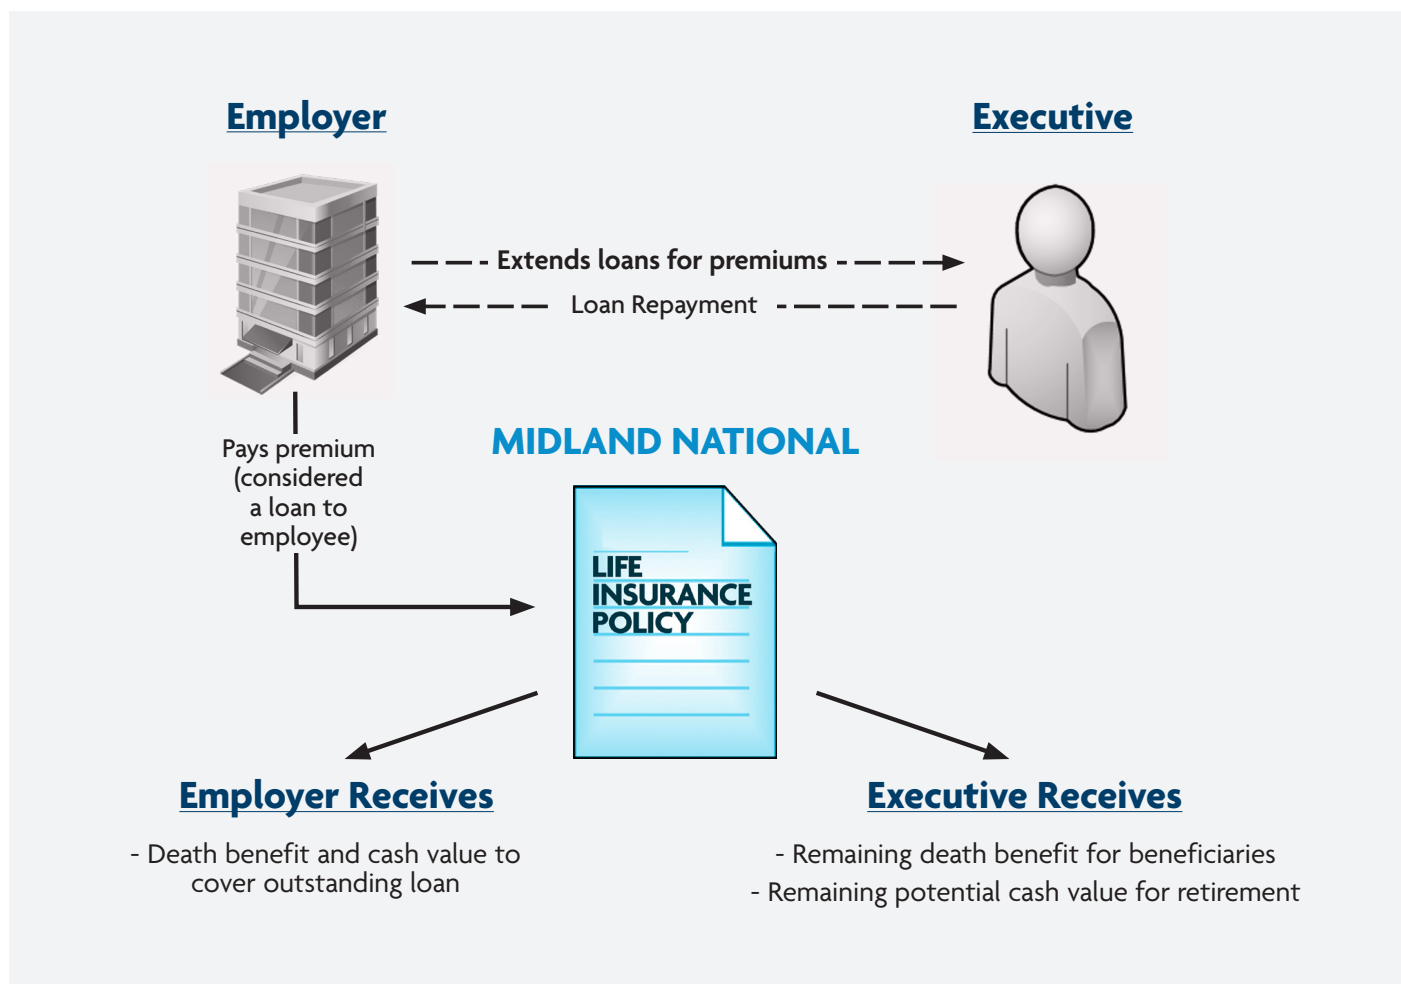 Employer
Executive
Extends loans for premiums
Loan Repayment
Pays premium
(considered
a loan to
employee)
MIDLAND NATIONAL
LIFE
INSURANCE
POLICY
Employer Receives
- Death benefit and cash value to
cover outstanding loan
Executive Receives
- Remaining death benefit for beneficiaries
- Remaining potential cash value for retirement